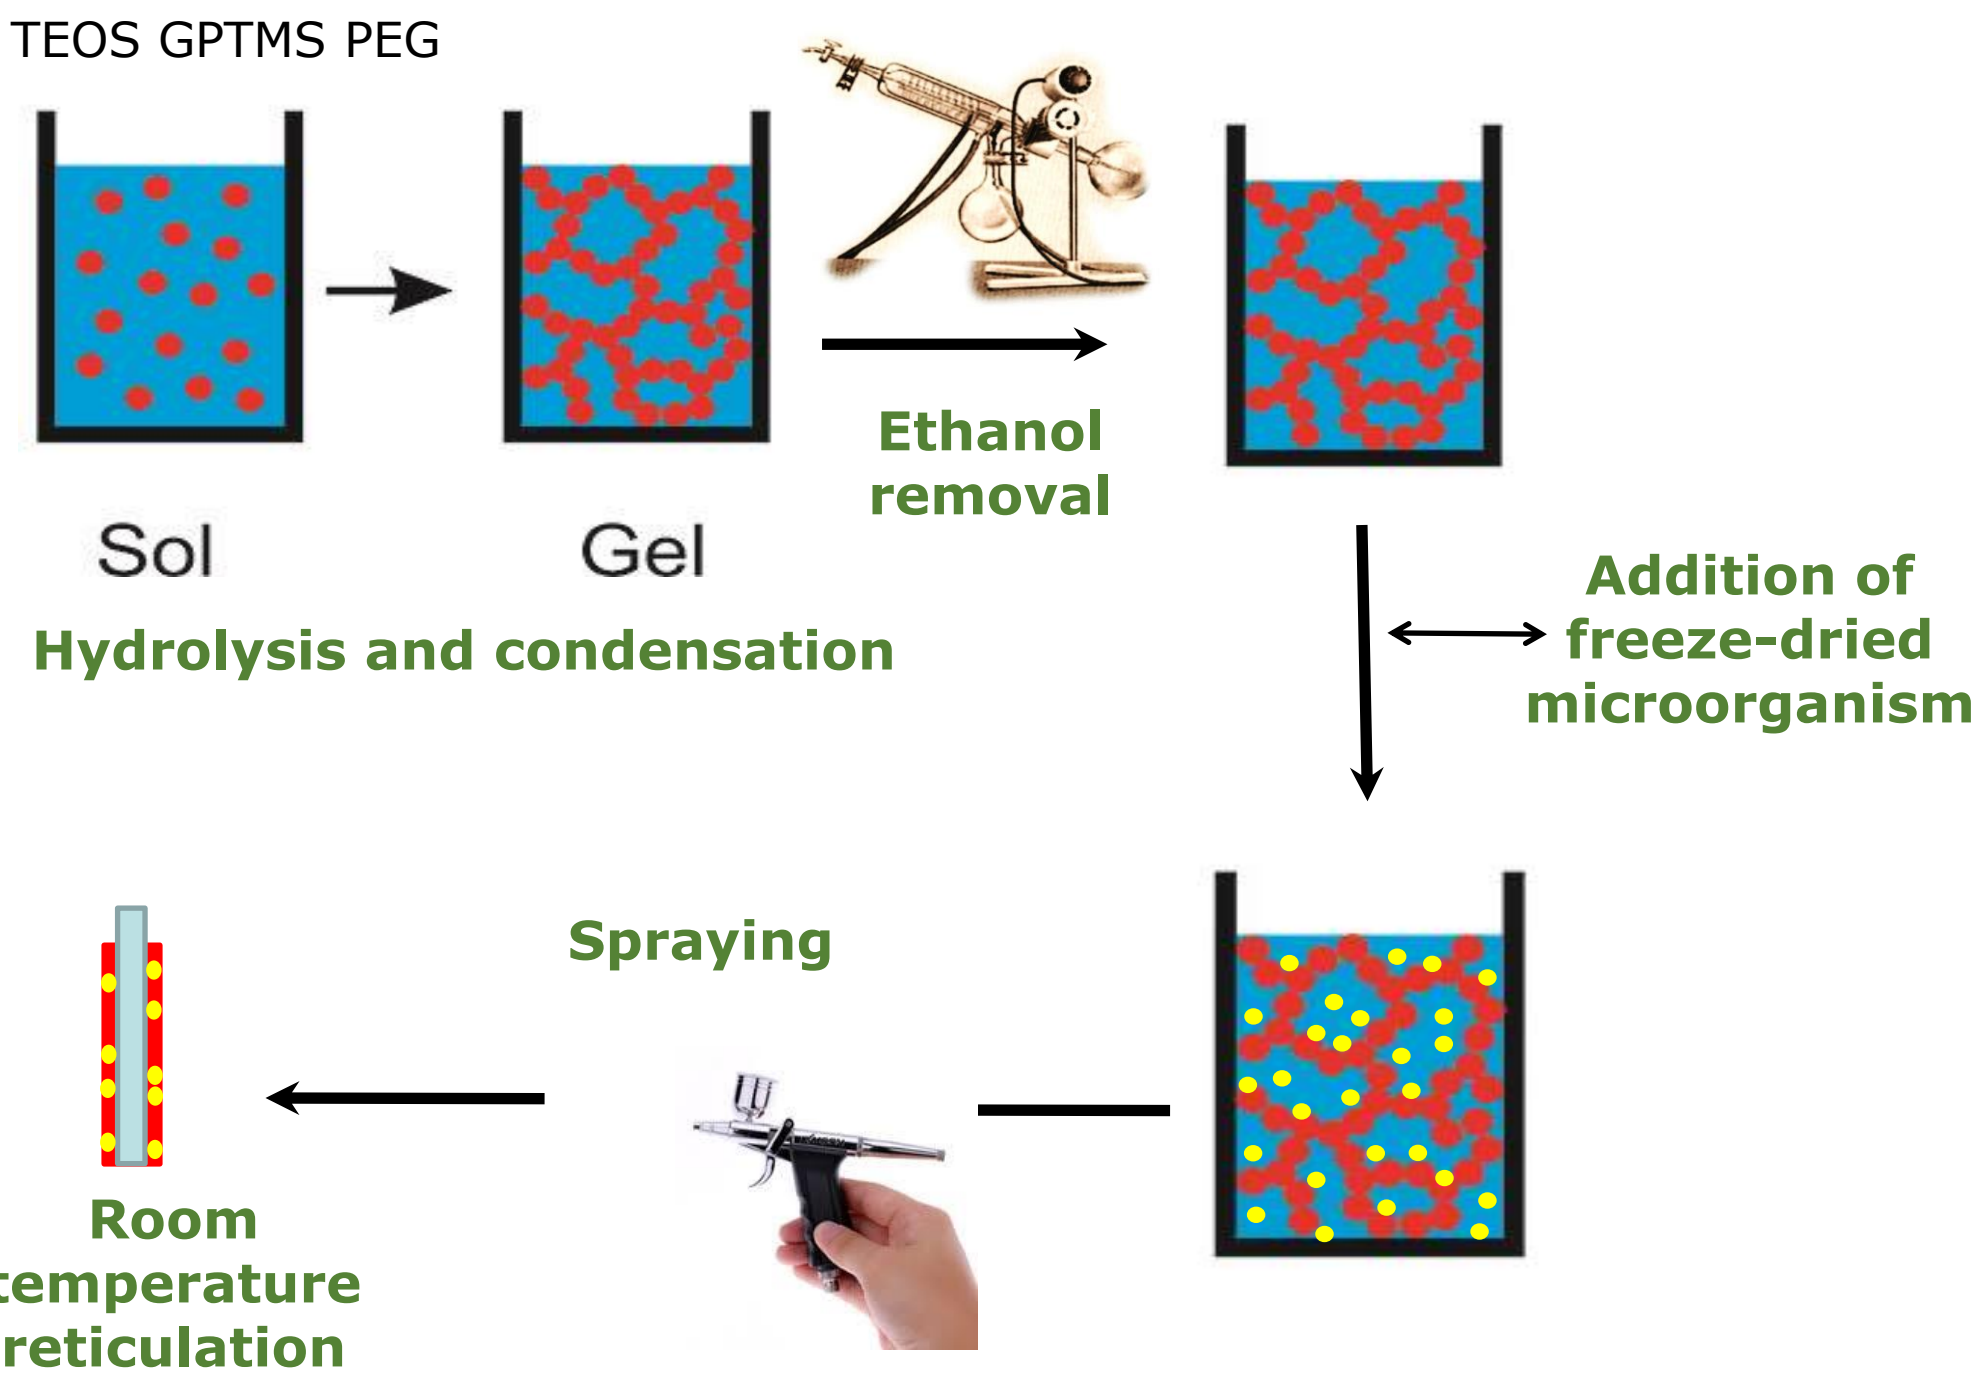 TEOS GPTMS PEG
Ethanol
removal
Sol
Gel
Hydrolysis and condensation
Addition of
freeze-dried
microorganism
Spraying
Room
temperature
reticulation